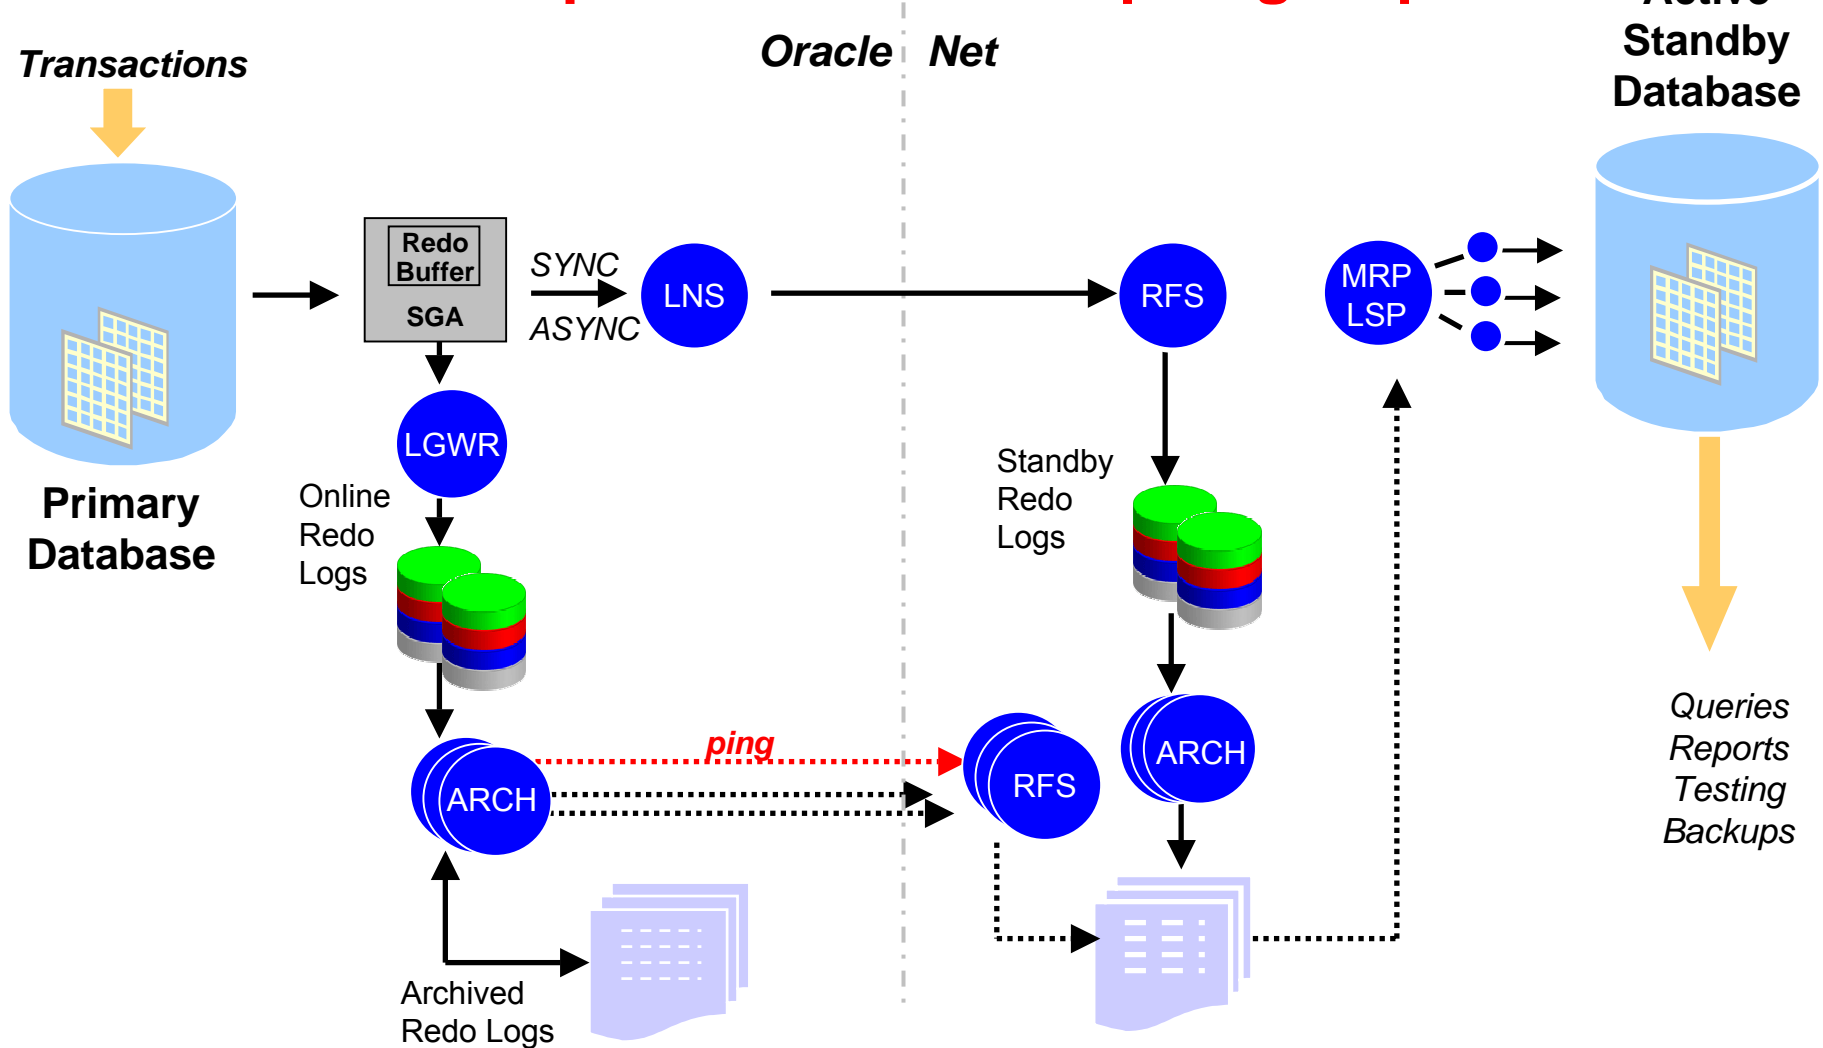 Transactions
Oracle Net
Active
Standby
Database
Redo
Buffer
SGA
SYNC
ASYNC
LNS
RFS
MRP
LSP
LGWR
Primary
Database
Online
Redo
Logs
Standby
Redo
Logs
ping
ARCH
RFS
ARCH
Queries
Reports
Testing
Backups
Archived
Redo Logs